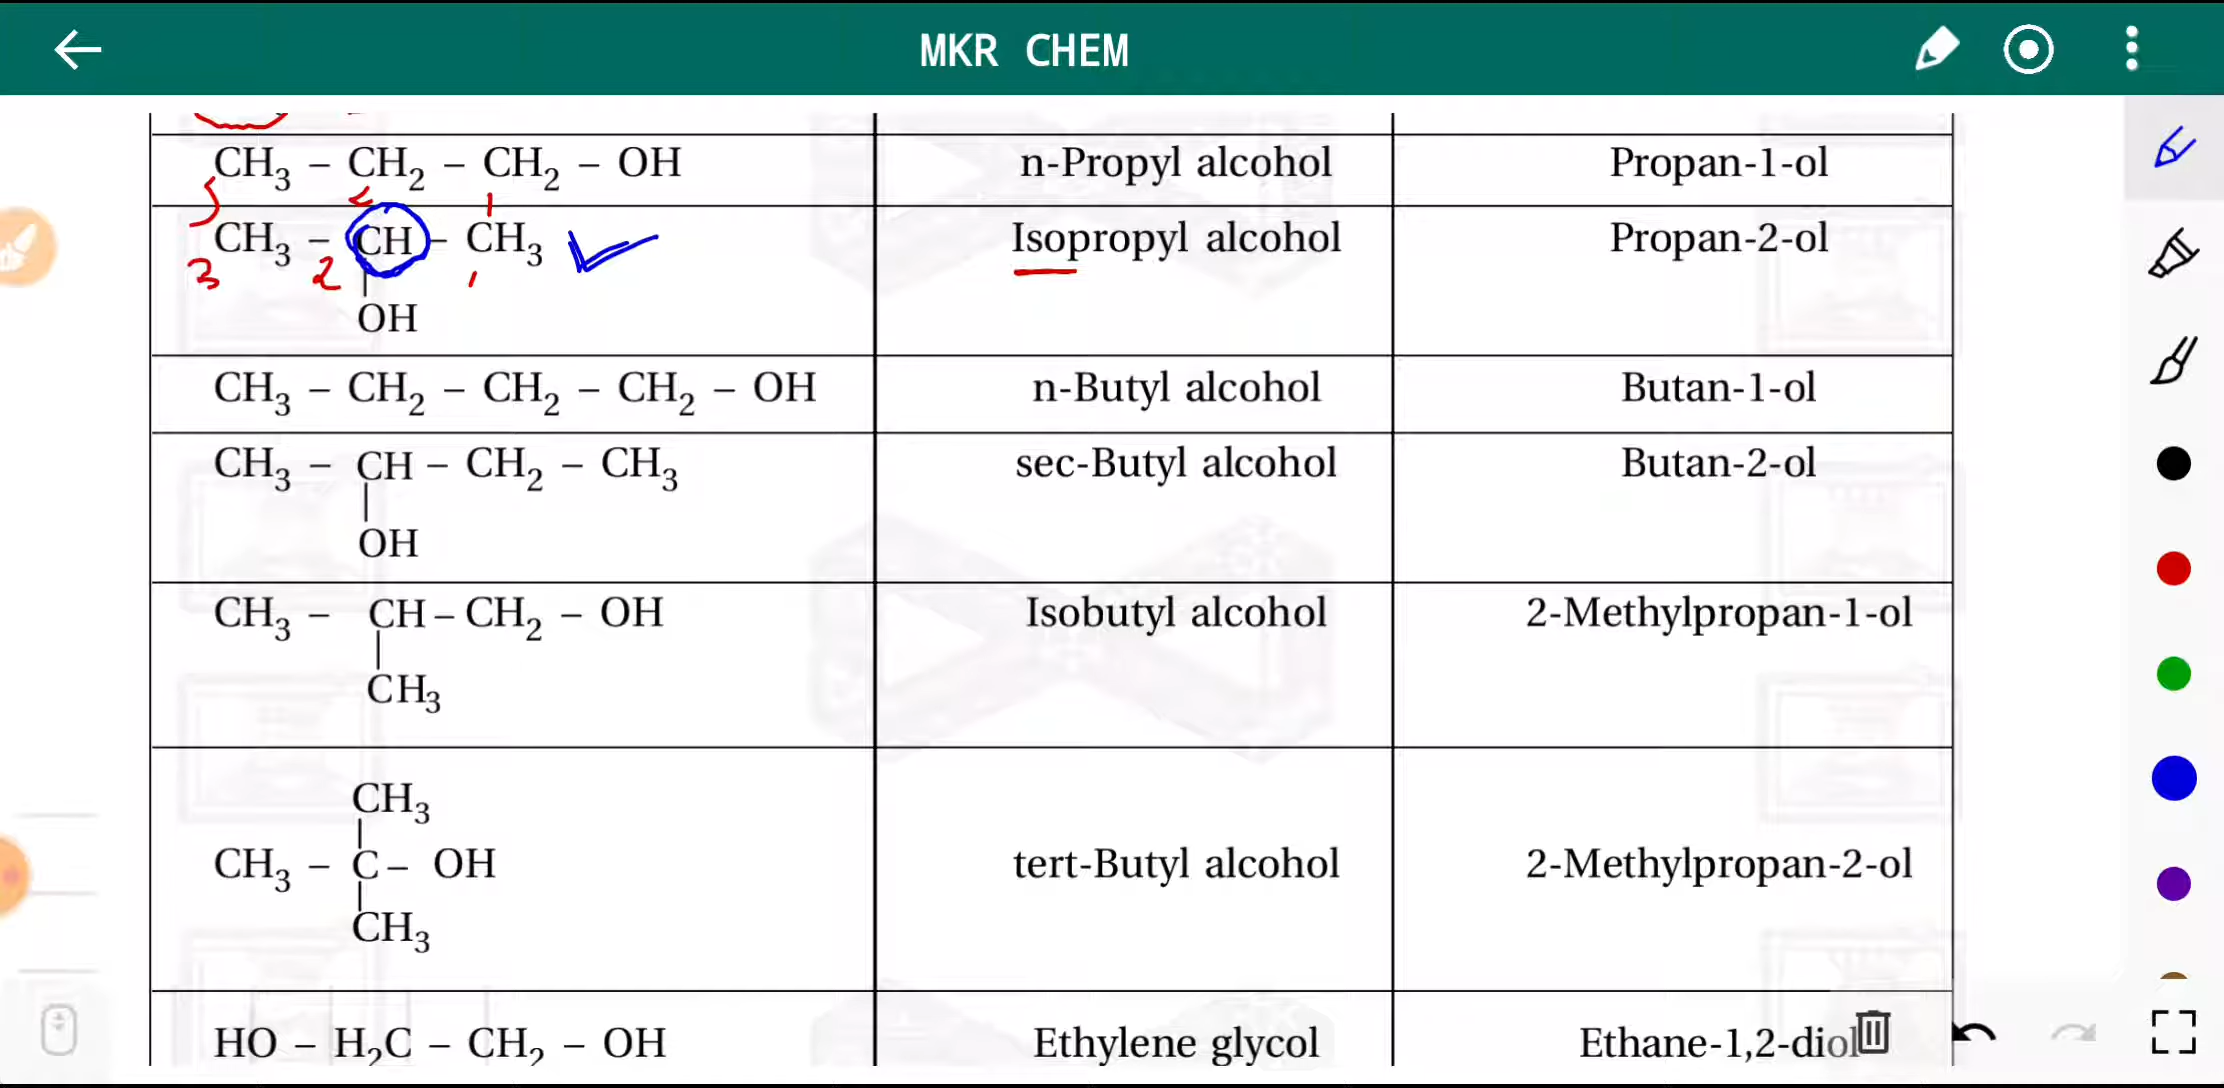 MKR CHEM
CH₃ – CH₂ – CH₂ – OH n-Propyl alcohol Propan-1-ol
CH₃ – CH – CH₃ Isopropyl alcohol Propan-2-ol
3 2 1
OH
CH₃ – CH₂ – CH₂ – CH₂ – OH n-Butyl alcohol Butan-1-ol
CH₃ – CH – CH₂ – CH₃ sec-Butyl alcohol Butan-2-ol
OH
CH₃ – CH – CH₂ – OH Isobutyl alcohol 2-Methylpropan-1-ol
CH₃
CH₃
CH₃ – C – OH tert-Butyl alcohol 2-Methylpropan-2-ol
CH₃
HO – H₂C – CH₂ – OH Ethylene glycol Ethane-1,2-diol